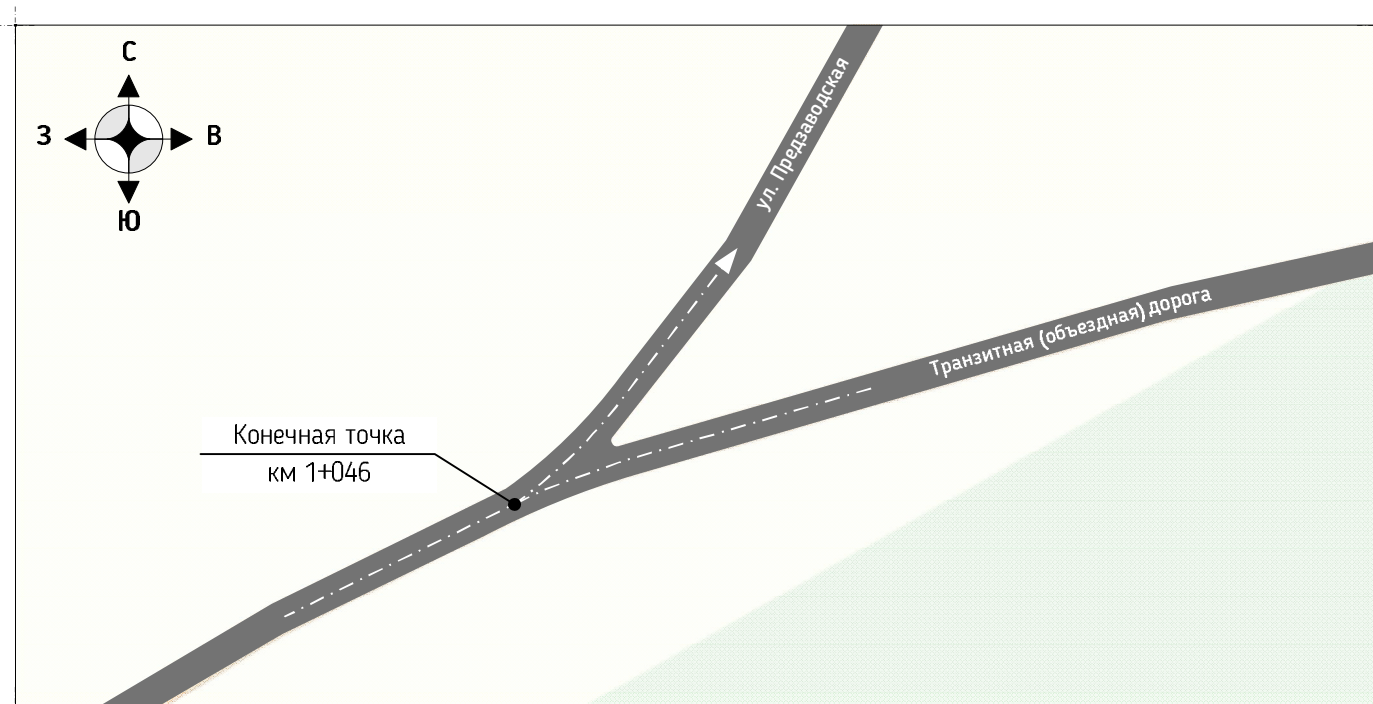 С
З
В
Ю
ул. Предзаводская
Транзитная (объездная) дорога
Конечная точка
км 1+046